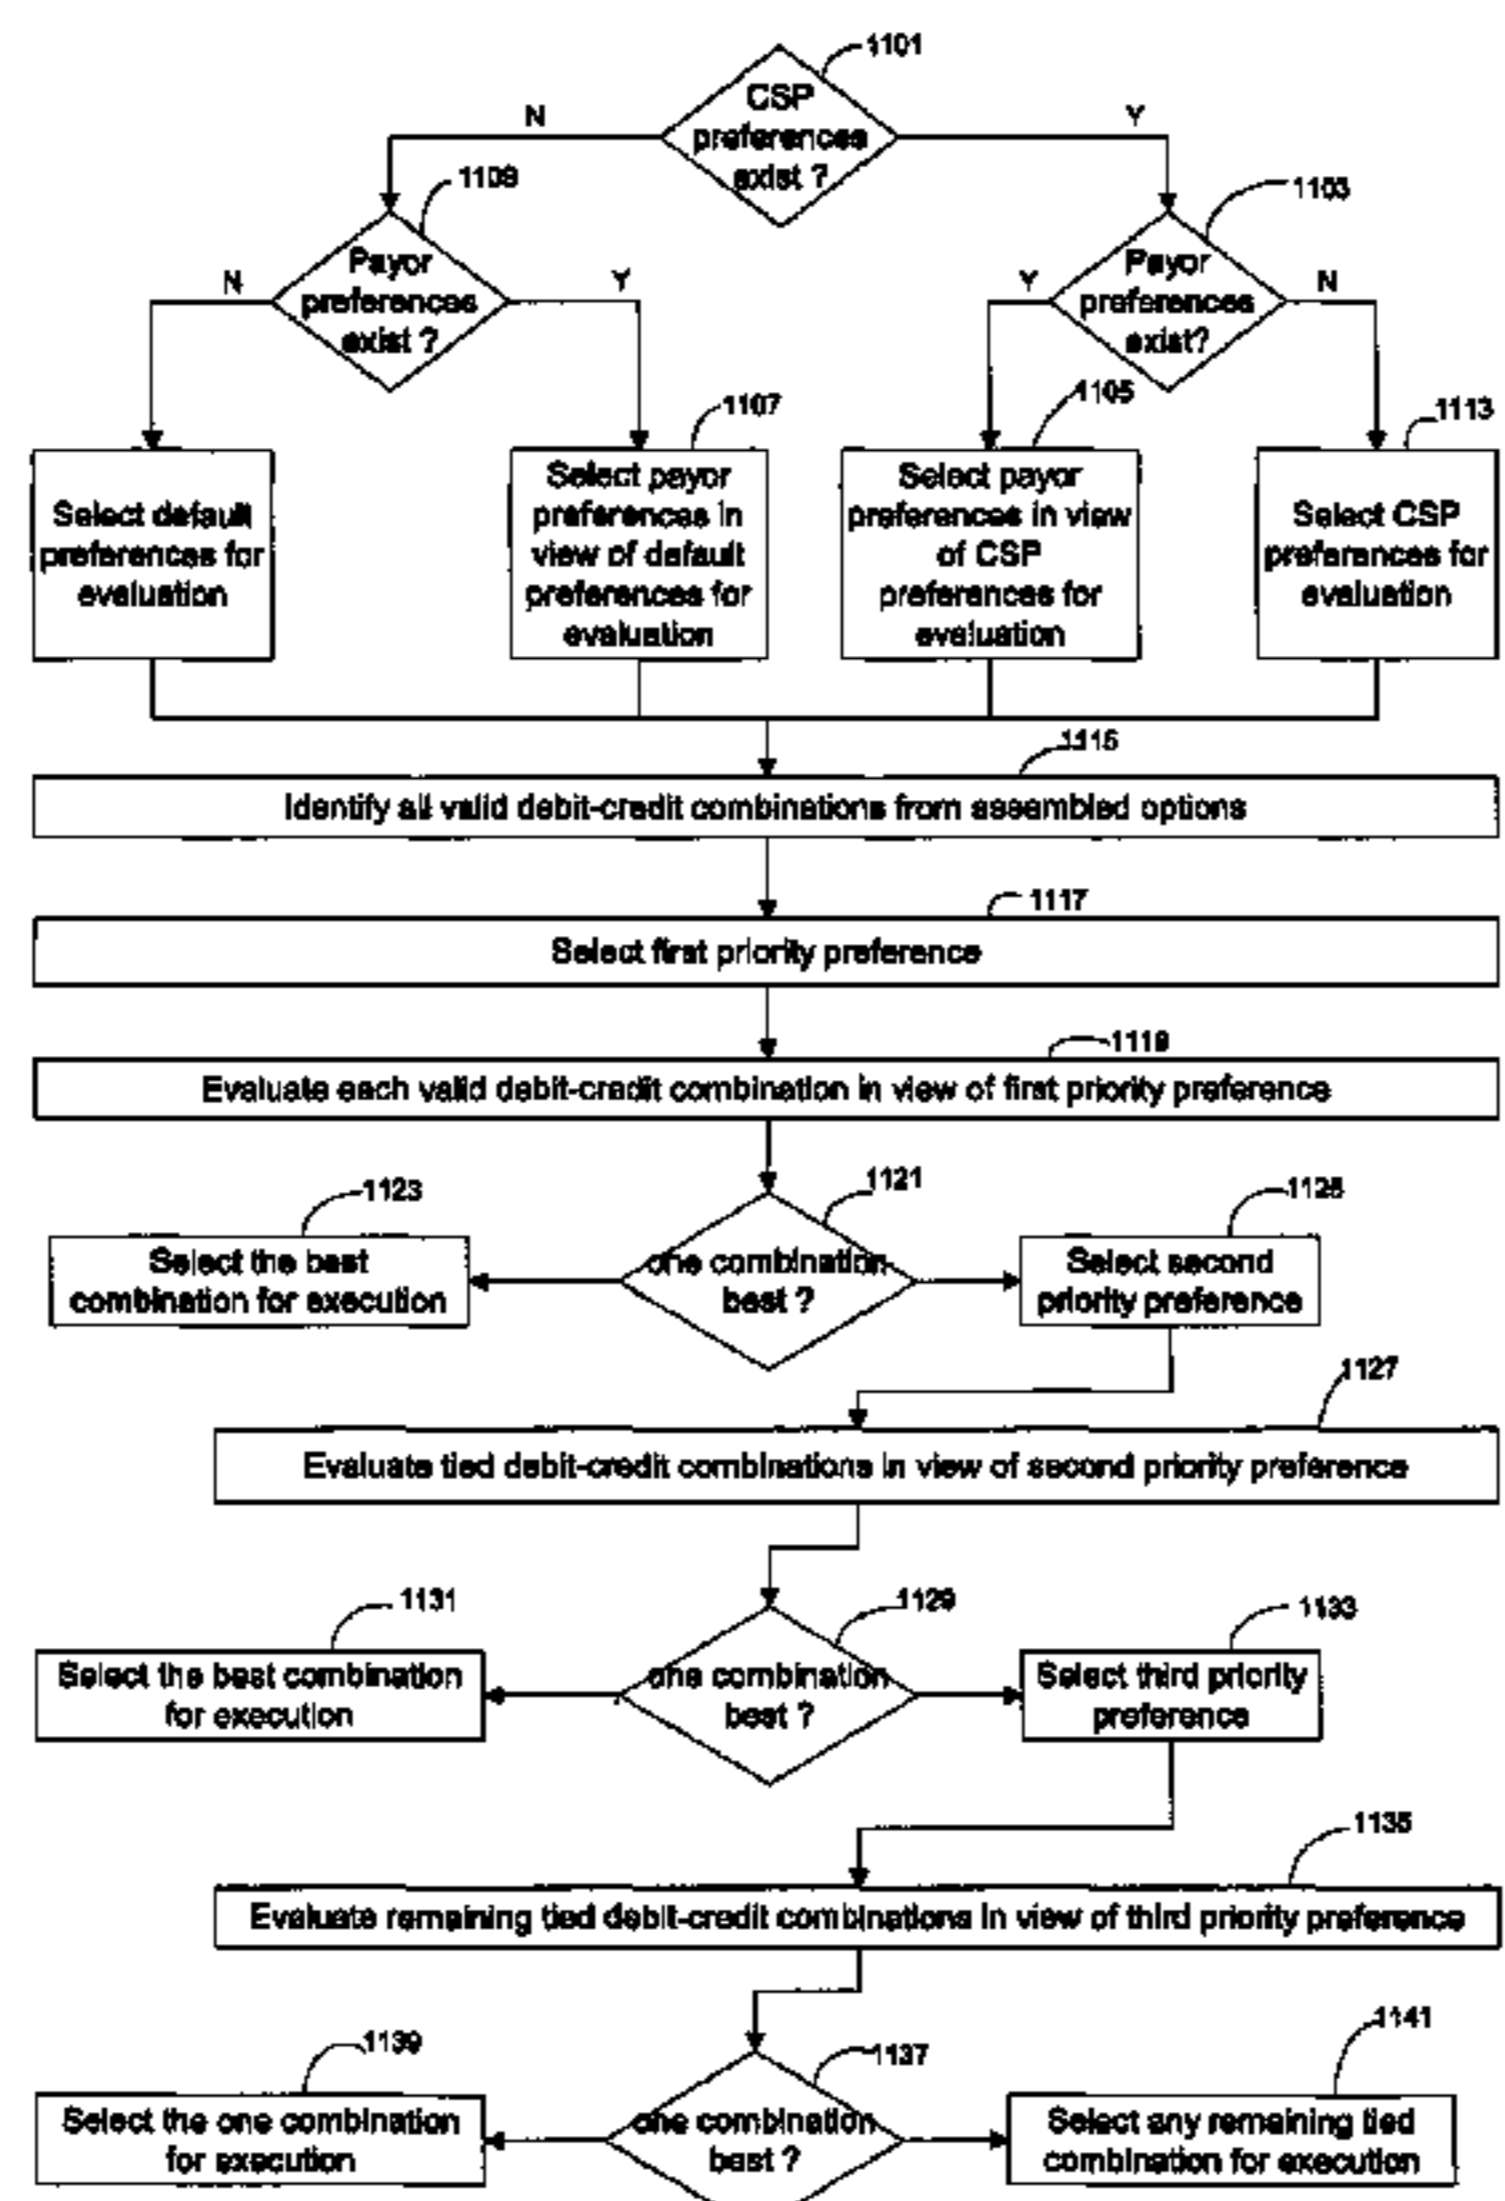 1101
CSP
preferences
exist ?
N
Y
1109
Payor
preferences
exist ?
N
Y
1103
Payor
preferences
exist?
Y
N
1107
1105
1113
Select default
preferences for
evaluation
Select payor
preferences in
view of default
preferences for
evaluation
Select payor
preferences in view
of CSP
preferences for
evaluation
Select CSP
preferences for
evaluation
1115
Identify all valid debit-credit combinations from assembled options
1117
Select first priority preference
1119
Evaluate each valid debit-credit combination in view of first priority preference
1123
1121
1125
Select the best
combination for execution
one combination
best ?
Select second
priority preference
1127
Evaluate tied debit-credit combinations in view of second priority preference
1131
1129
1133
Select the best combination
for execution
one combination
best ?
Select third priority
preference
1135
Evaluate remaining tied debit-credit combinations in view of third priority preference
1139
1137
1141
Select the one combination
for execution
one combination
best ?
Select any remaining tied
combination for execution